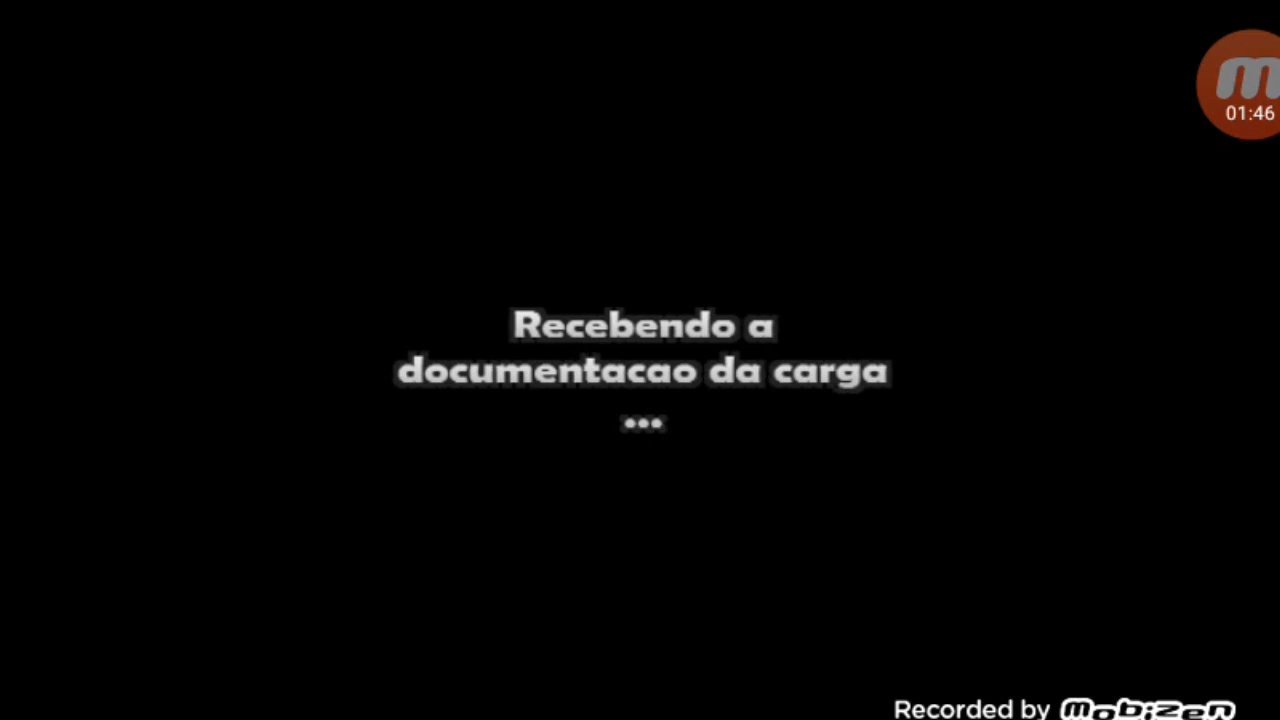 m
01:46
Recebendo a
documentacao da carga
...
Recorded by mobizen